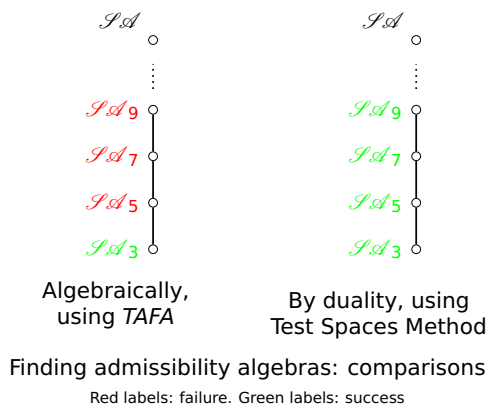 𝒮𝒜 𝒮𝒜
𝒮𝒜9 𝒮𝒜9
𝒮𝒜7 𝒮𝒜7
𝒮𝒜5 𝒮𝒜5
𝒮𝒜3 𝒮𝒜3
Algebraically,
using TAFA
By duality, using
Test Spaces Method
Finding admissibility algebras: comparisons
Red labels: failure. Green labels: success